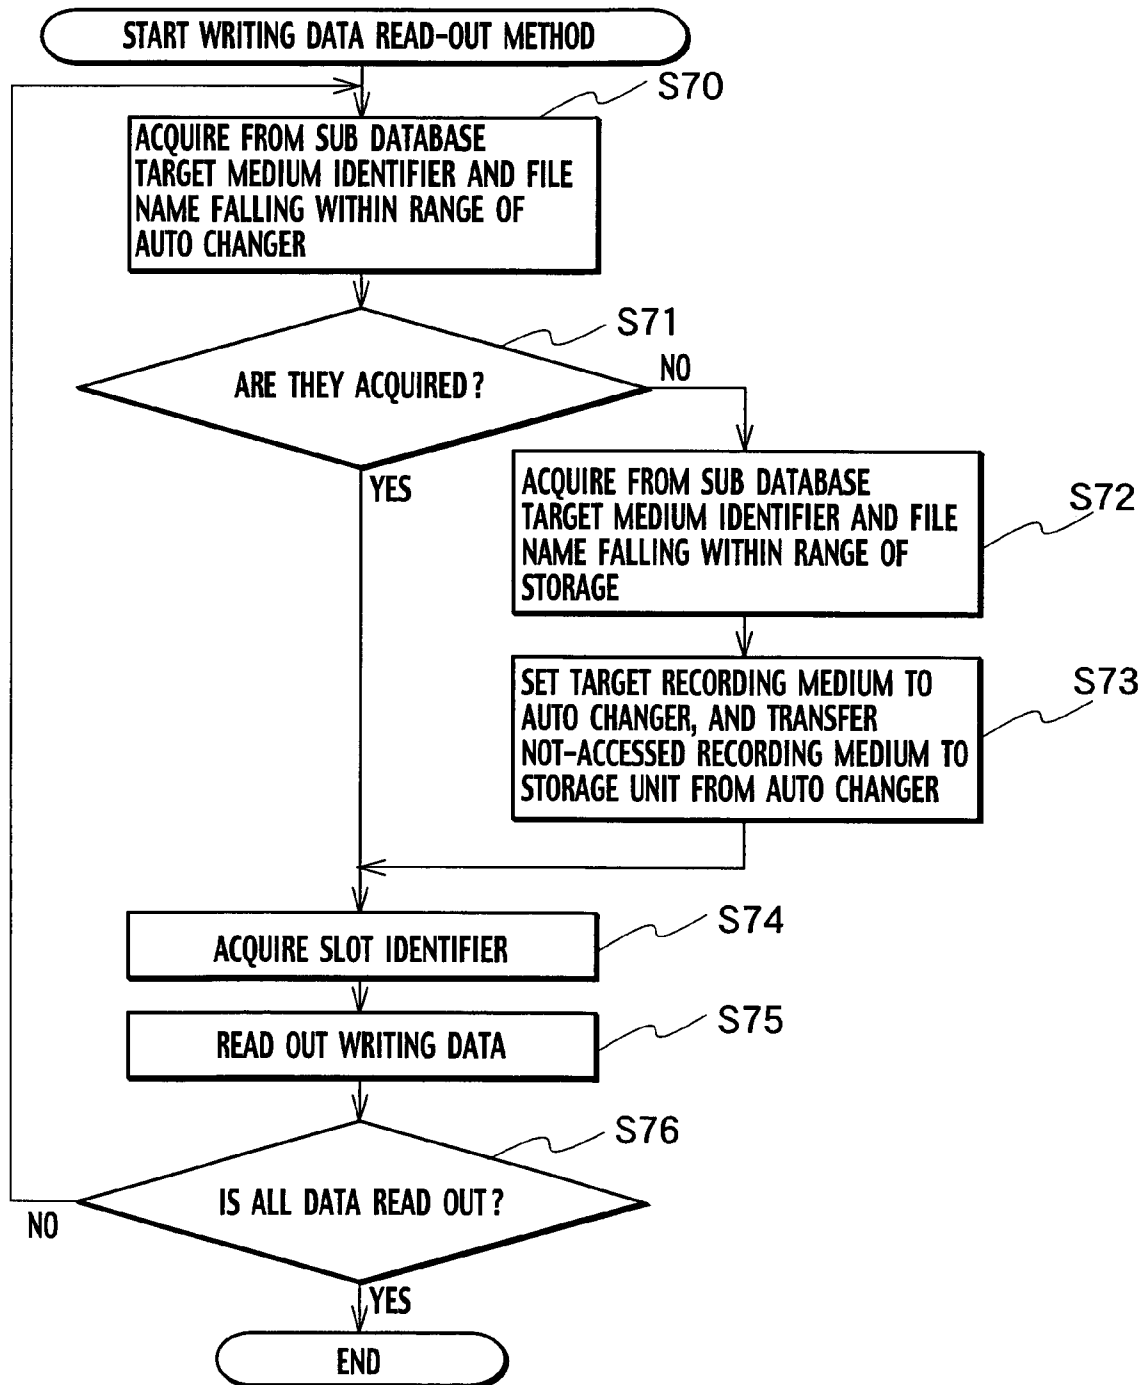 START WRITING DATA READ-OUT METHOD
S70
ACQUIRE FROM SUB DATABASE
TARGET MEDIUM IDENTIFIER AND FILE
NAME FALLING WITHIN RANGE OF
AUTO CHANGER
S71
ARE THEY ACQUIRED?
NO
YES
ACQUIRE FROM SUB DATABASE
TARGET MEDIUM IDENTIFIER AND FILE
NAME FALLING WITHIN RANGE OF
STORAGE
S72
SET TARGET RECORDING MEDIUM TO
AUTO CHANGER, AND TRANSFER
NOT-ACCESSED RECORDING MEDIUM TO
STORAGE UNIT FROM AUTO CHANGER
S73
ACQUIRE SLOT IDENTIFIER
S74
READ OUT WRITING DATA
S75
S76
IS ALL DATA READ OUT?
NO
YES
END